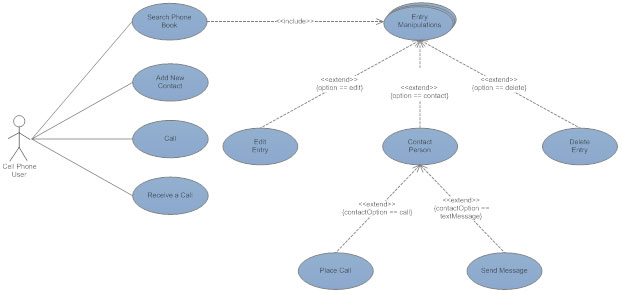 Search Phone
Book
<<include>>
Entry
Manipulations
Add New
Contact
<<extend>>
{option == edit}
<<extend>>
{option == contact}
<<extend>>
{option == delete}
Cell Phone
User
Call
Edit
Entry
Contact
Person
Delete
Entry
Receive a Call
<<extend>>
{contactOption == call}
<<extend>>
{contactOption ==
textMessage}
Place Call
Send Message